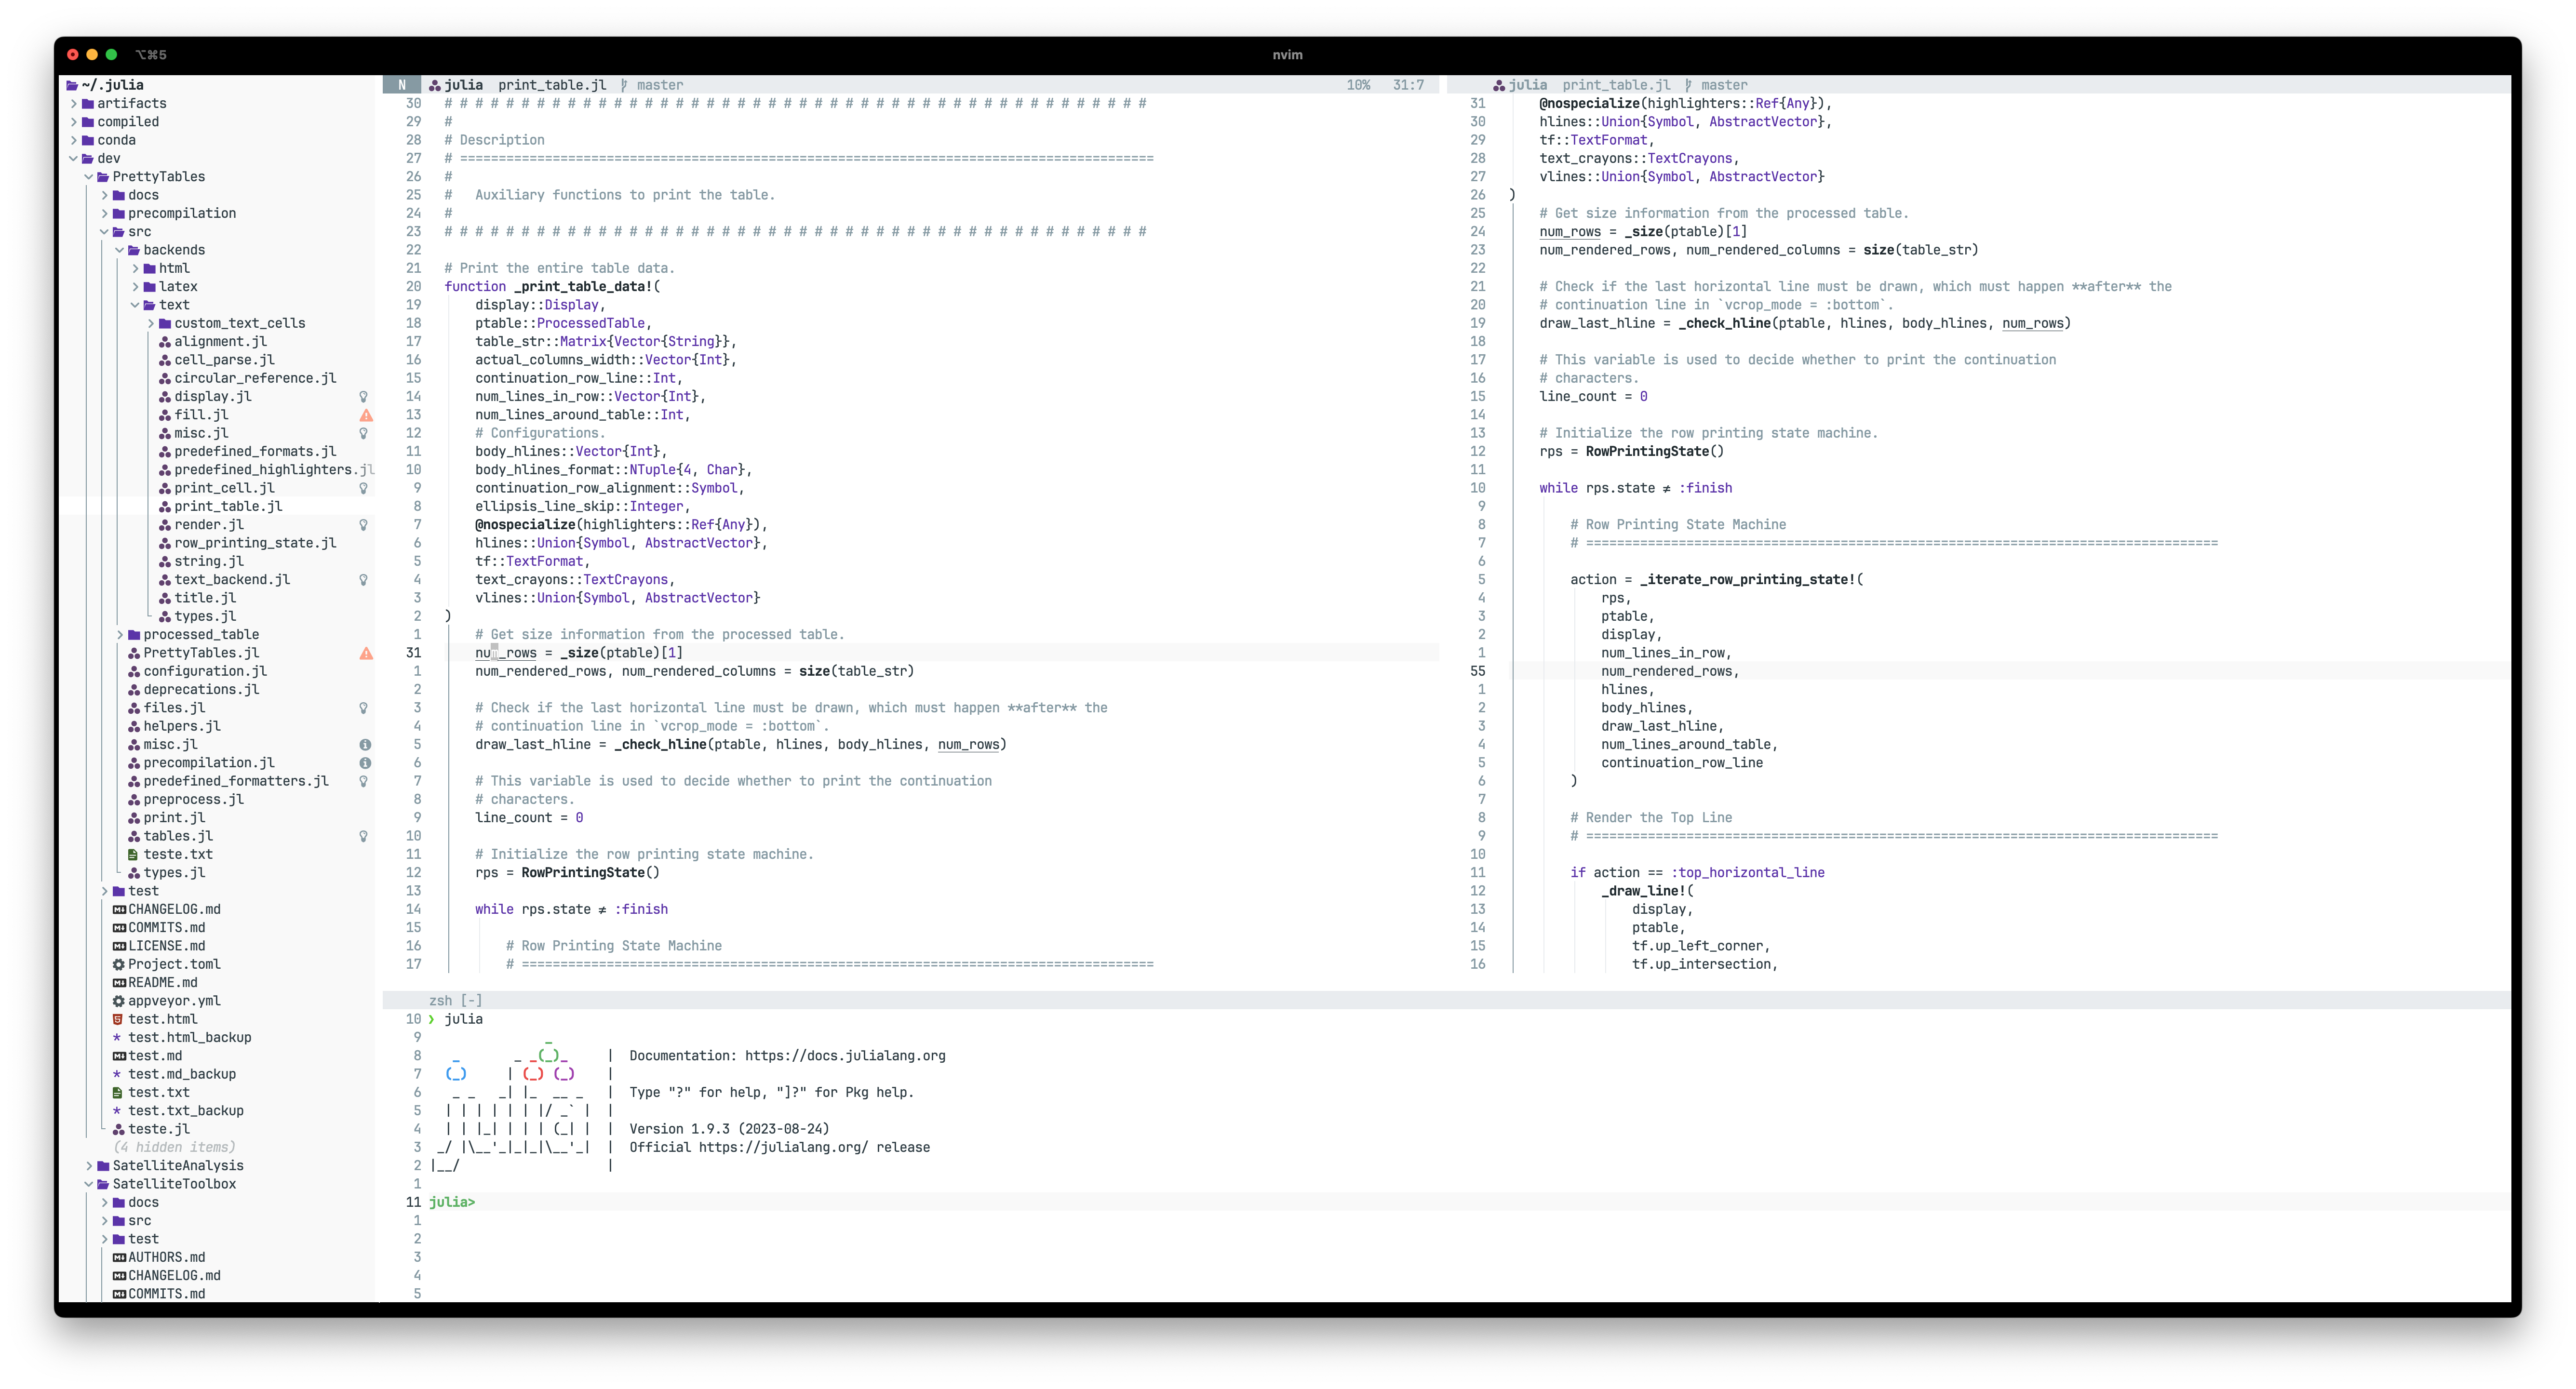 ⌥⌘5
nvim
~/.julia
artifacts
compiled
conda
dev
PrettyTables
docs
precompilation
src
backends
html
latex
text
custom_text_cells
alignment.jl
cell_parse.jl
circular_reference.jl
display.jl
fill.jl
misc.jl
predefined_formats.jl
predefined_highlighters.jl
print_cell.jl
print_table.jl
render.jl
row_printing_state.jl
string.jl
text_backend.jl
title.jl
types.jl
processed_table
PrettyTables.jl
configuration.jl
deprecations.jl
files.jl
helpers.jl
misc.jl
precompilation.jl
predefined_formatters.jl
preprocess.jl
print.jl
tables.jl
teste.txt
types.jl
test
CHANGELOG.md
COMMITS.md
LICENSE.md
Project.toml
README.md
appveyor.yml
test.html
* test.html_backup
test.md
* test.md_backup
test.txt
* test.txt_backup
teste.jl
(4 hidden items)
SatelliteAnalysis
SatelliteToolbox
docs
src
test
AUTHORS.md
CHANGELOG.md
COMMITS.md
N julia print_table.jl master 10% 31:7
30 # # # # # # # # # # # # # # # # # # # # # # # # # # # # # # # # # # # # # # # # # # # # # #
29 #
28 # Description
27 # ==========================================================================================
26 #
25 #   Auxiliary functions to print the table.
24 #
23 # # # # # # # # # # # # # # # # # # # # # # # # # # # # # # # # # # # # # # # # # # # # # #
22
21 # Print the entire table data.
20 function _print_table_data!(
19     display::Display,
18     ptable::ProcessedTable,
17     table_str::Matrix{Vector{String}},
16     actual_columns_width::Vector{Int},
15     continuation_row_line::Int,
14     num_lines_in_row::Vector{Int},
13     num_lines_around_table::Int,
12     # Configurations.
11     body_hlines::Vector{Int},
10     body_hlines_format::NTuple{4, Char},
9     continuation_row_alignment::Symbol,
8     ellipsis_line_skip::Integer,
7     @nospecialize(highlighters::Ref{Any}),
6     hlines::Union{Symbol, AbstractVector},
5     tf::TextFormat,
4     text_crayons::TextCrayons,
3     vlines::Union{Symbol, AbstractVector}
2 )
1     # Get size information from the processed table.
31     num_rows = _size(ptable)[1]
1     num_rendered_rows, num_rendered_columns = size(table_str)
2
3     # Check if the last horizontal line must be drawn, which must happen **after** the
4     # continuation line in `vcrop_mode = :bottom`.
5     draw_last_hline = _check_hline(ptable, hlines, body_hlines, num_rows)
6
7     # This variable is used to decide whether to print the continuation
8     # characters.
9     line_count = 0
10
11     # Initialize the row printing state machine.
12     rps = RowPrintingState()
13
14     while rps.state ≠ :finish
15
16         # Row Printing State Machine
17         # ==================================================================================
julia print_table.jl master
31     @nospecialize(highlighters::Ref{Any}),
30     hlines::Union{Symbol, AbstractVector},
29     tf::TextFormat,
28     text_crayons::TextCrayons,
27     vlines::Union{Symbol, AbstractVector}
26 )
25     # Get size information from the processed table.
24     num_rows = _size(ptable)[1]
23     num_rendered_rows, num_rendered_columns = size(table_str)
22
21     # Check if the last horizontal line must be drawn, which must happen **after** the
20     # continuation line in `vcrop_mode = :bottom`.
19     draw_last_hline = _check_hline(ptable, hlines, body_hlines, num_rows)
18
17     # This variable is used to decide whether to print the continuation
16     # characters.
15     line_count = 0
14
13     # Initialize the row printing state machine.
12     rps = RowPrintingState()
11
10     while rps.state ≠ :finish
9
8         # Row Printing State Machine
7         # ==================================================================================
6
5         action = _iterate_row_printing_state!(
4             rps,
3             ptable,
2             display,
1             num_lines_in_row,
55             num_rendered_rows,
1             hlines,
2             body_hlines,
3             draw_last_hline,
4             num_lines_around_table,
5             continuation_row_line
6         )
7
8         # Render the Top Line
9         # ==================================================================================
10
11         if action == :top_horizontal_line
12             _draw_line!(
13                 display,
14                 ptable,
15                 tf.up_left_corner,
16                 tf.up_intersection,
zsh [-]
10 ❯ julia
9                _
8    _       _ _(_)_     |  Documentation: https://docs.julialang.org
7   (_)     | (_) (_)    |
6    _ _   _| |_  __ _   |  Type "?" for help, "]?" for Pkg help.
5   | | | | | | |/ _` |  |
4   | | |_| | | | (_| |  |  Version 1.9.3 (2023-08-24)
3  _/ |\__'_|_|_|\__'_|  |  Official https://julialang.org/ release
2 |__/                   |
1
11 julia>
1
2
3
4
5